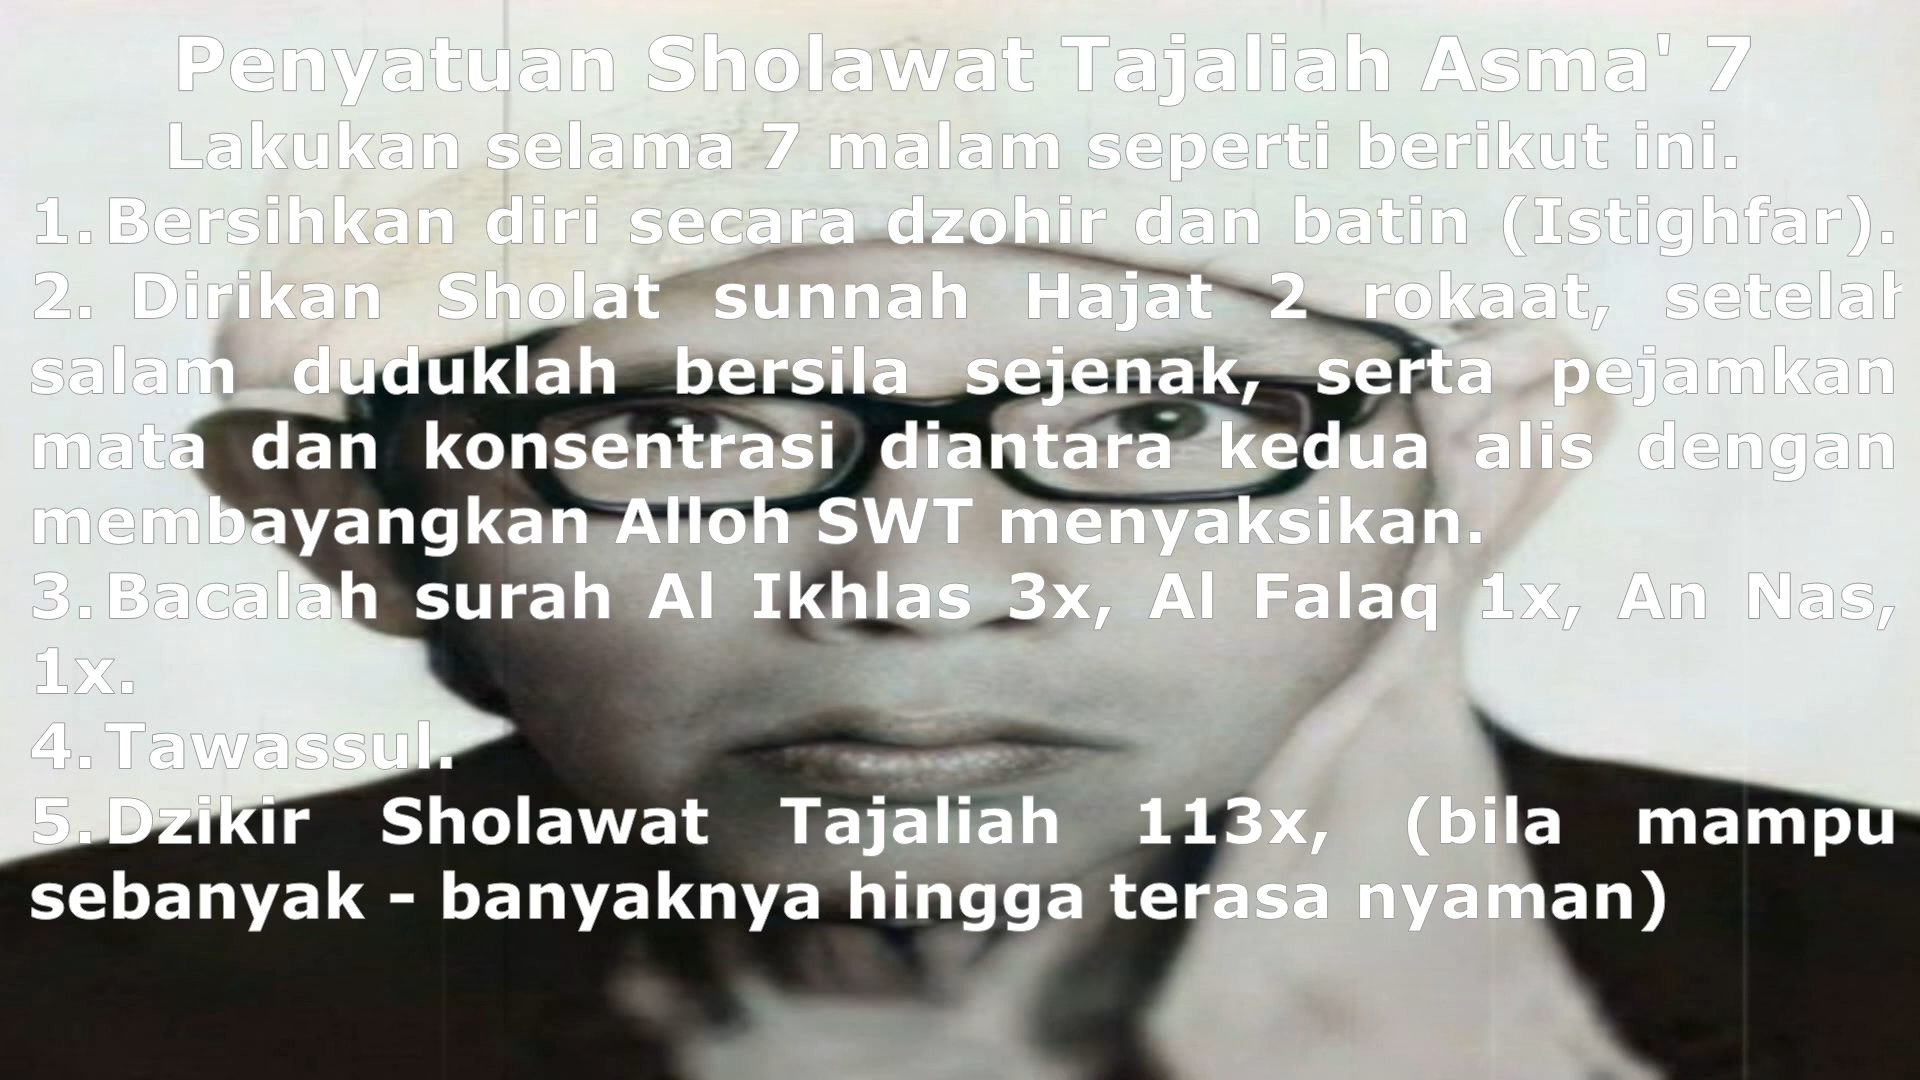 Penyatuan Sholawat Tajaliah Asma' 7
Lakukan selama 7 malam seperti berikut ini.
1. Bersihkan diri secara dzohir dan batin (Istighfar).
2. Dirikan Sholat sunnah Hajat 2 rokaat, setelah
salam duduklah bersila sejenak, serta pejamkan
mata dan konsentrasi diantara kedua alis dengan
membayangkan Alloh SWT menyaksikan.
3. Bacalah surah Al Ikhlas 3x, Al Falaq 1x, An Nas,
1x.
4. Tawassul.
5. Dzikir Sholawat Tajaliah 113x, (bila mampu
sebanyak - banyaknya hingga terasa nyaman)